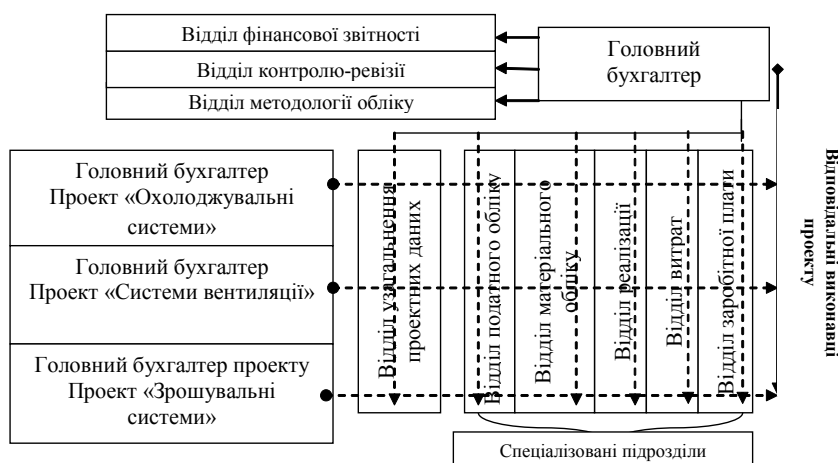 Відділ фінансової звітності
Відділ контролю-ревізії
Відділ методології обліку
Головний
бухгалтер
Головний бухгалтер
Проект «Охолоджувальні
системи»
Головний бухгалтер
Проект «Системи вентиляції»
Головний бухгалтер проекту
Проект «Зрошувальні
системи»
Відділ узагальнення
проектних даних
Відділ податного обліку
Відділ матеріального
обліку
Відділ реалізації
Відділ витрат
Відділ заробітної плати
Відповідальні виконавці
проекту
Спеціалізовані підрозділи